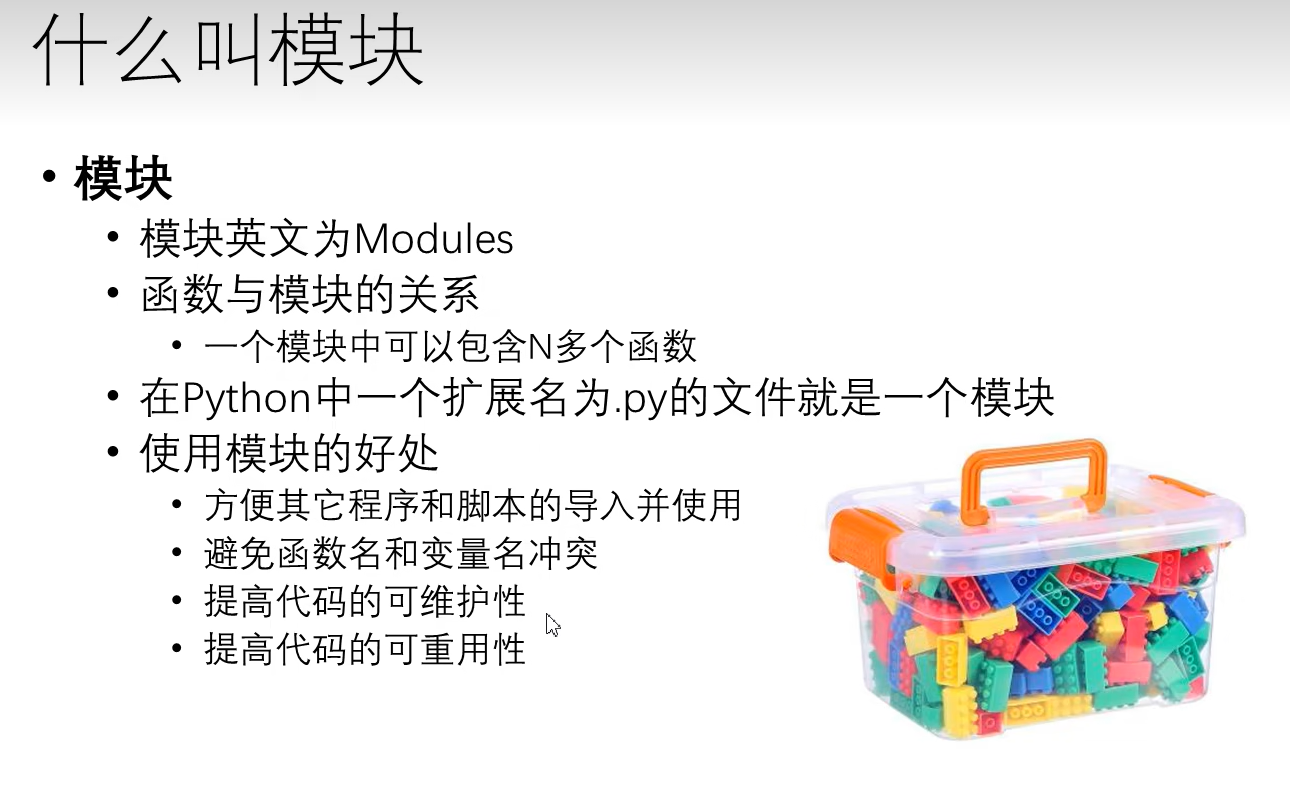 什么叫模块
• 模块
• 模块英文为Modules
• 函数与模块的关系
• 一个模块中可以包含N多个函数
• 在Python中一个扩展名为.py的文件就是一个模块
• 使用模块的好处
• 方便其它程序和脚本的导入并使用
• 避免函数名和变量名冲突
• 提高代码的可维护性
• 提高代码的可重用性